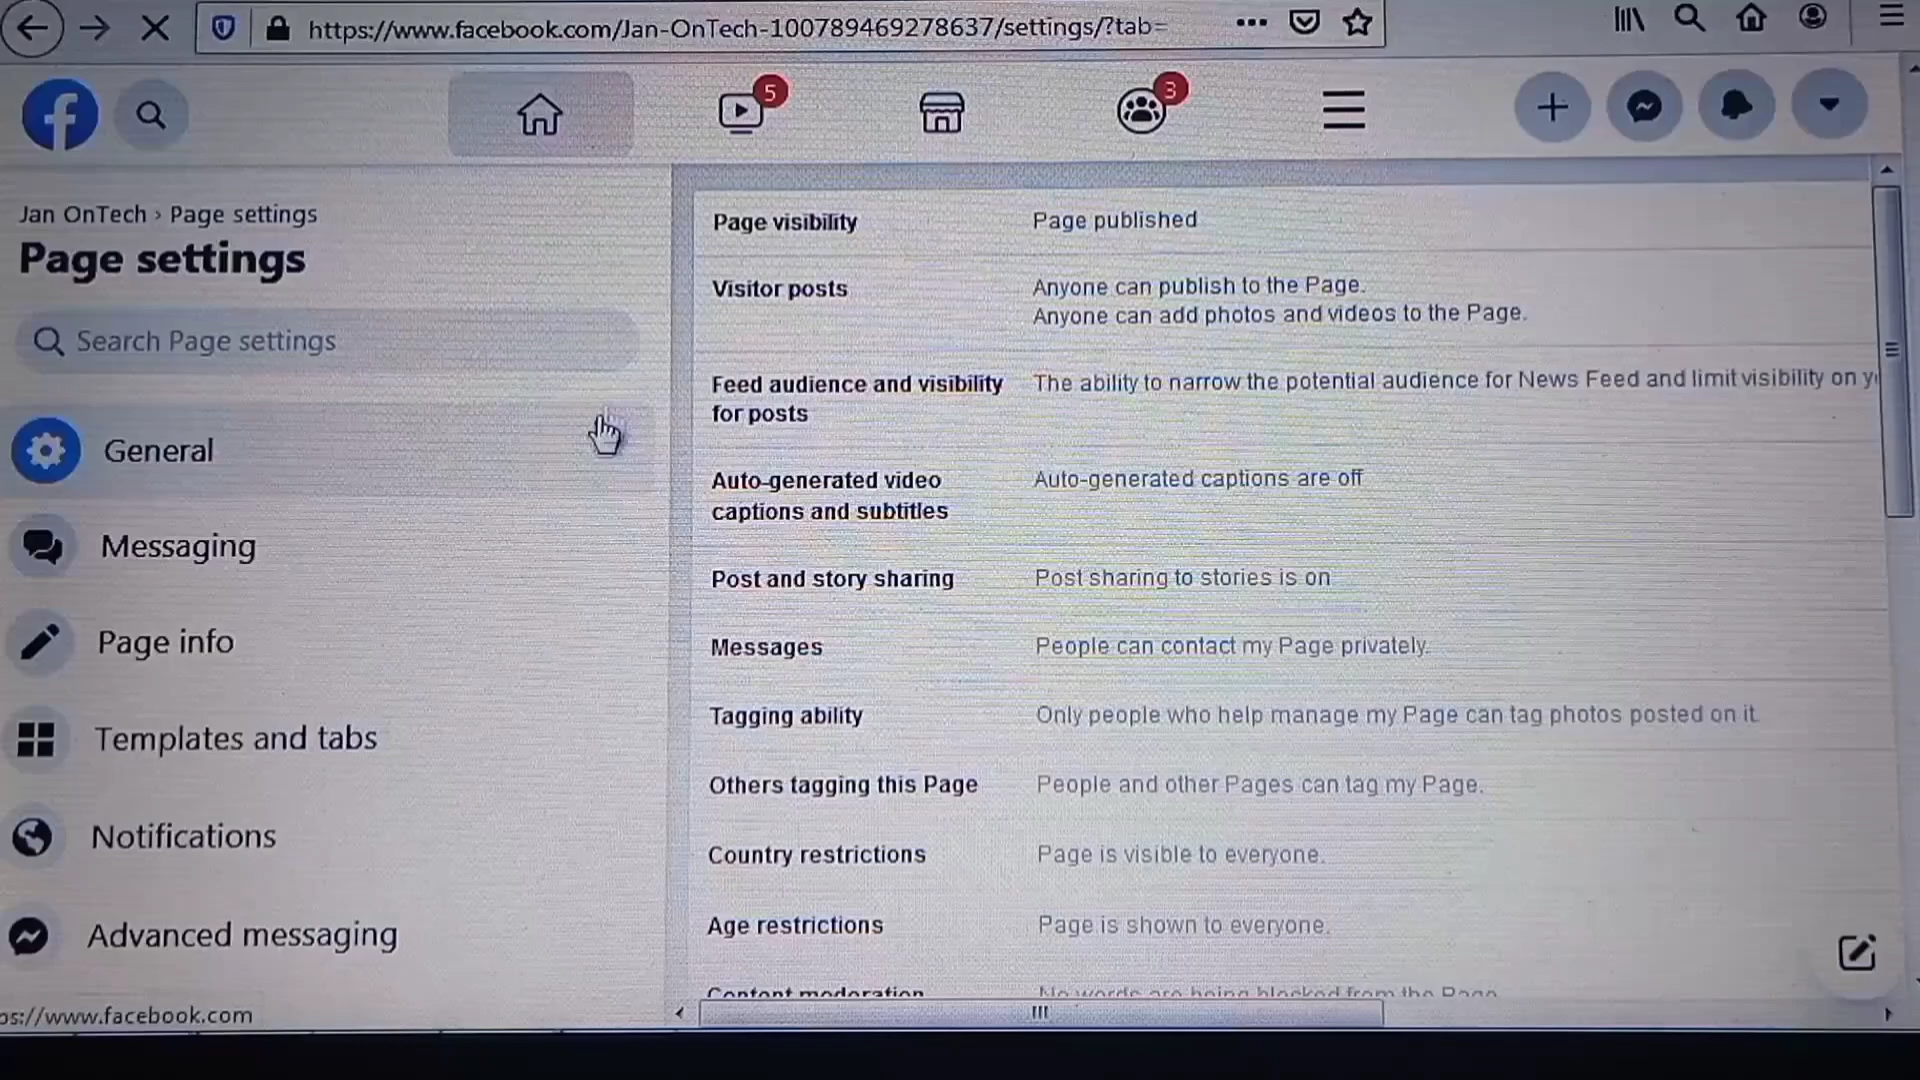 https://www.facebook.com/Jan-OnTech-100789469278637/settings/?tab=
5
3
Jan OnTech › Page settings
Page settings
Search Page settings
General
Messaging
Page info
Templates and tabs
Notifications
Advanced messaging
Page visibility Page published
Visitor posts Anyone can publish to the Page.
Anyone can add photos and videos to the Page.
Feed audience and visibility The ability to narrow the potential audience for News Feed and limit visibility on
for posts
Auto-generated video Auto-generated captions are off
captions and subtitles
Post and story sharing Post sharing to stories is on
Messages People can contact my Page privately.
Tagging ability Only people who help manage my Page can tag photos posted on it.
Others tagging this Page People and other Pages can tag my Page.
Country restrictions Page is visible to everyone.
Age restrictions Page is shown to everyone.
Content moderation No words are being blocked from the Page
ps://www.facebook.com